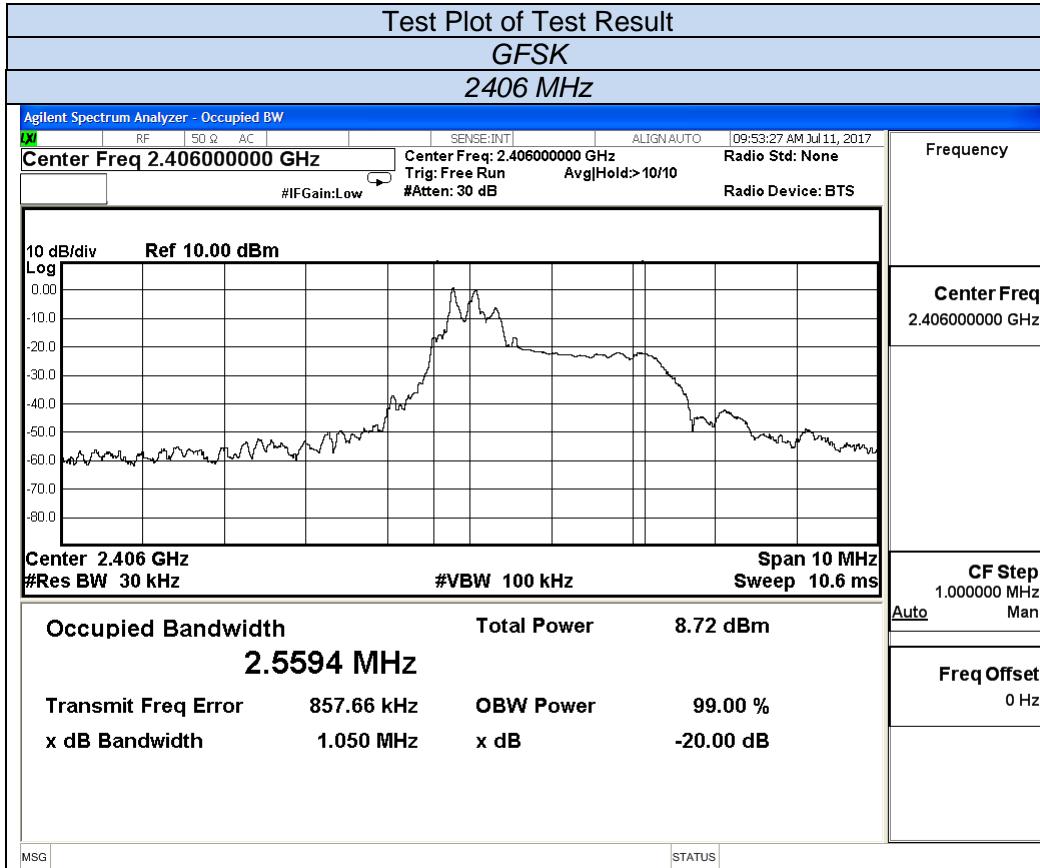 Test Plot of Test Result
GFSK
2406 MHz
Agilent Spectrum Analyzer - Occupied BW
LXI RF 50 Ω AC SENSE:INT ALIGN AUTO 09:53:27 AM Jul 11, 2017
Center Freq 2.406000000 GHz
Center Freq: 2.406000000 GHz Radio Std: None
Trig: Free Run Avg|Hold:>10/10
#IFGain:Low #Atten: 30 dB Radio Device: BTS
Frequency
10 dB/div Ref 10.00 dBm
Log
0.00
-10.0
-20.0
-30.0
-40.0
-50.0
-60.0
-70.0
-80.0
Center 2.406 GHz Span 10 MHz
#Res BW 30 kHz #VBW 100 kHz Sweep 10.6 ms
Center Freq
2.406000000 GHz
CF Step
1.000000 MHz
Auto Man
Freq Offset
0 Hz
Occupied Bandwidth Total Power 8.72 dBm
2.5594 MHz
Transmit Freq Error 857.66 kHz OBW Power 99.00 %
x dB Bandwidth 1.050 MHz x dB -20.00 dB
MSG STATUS